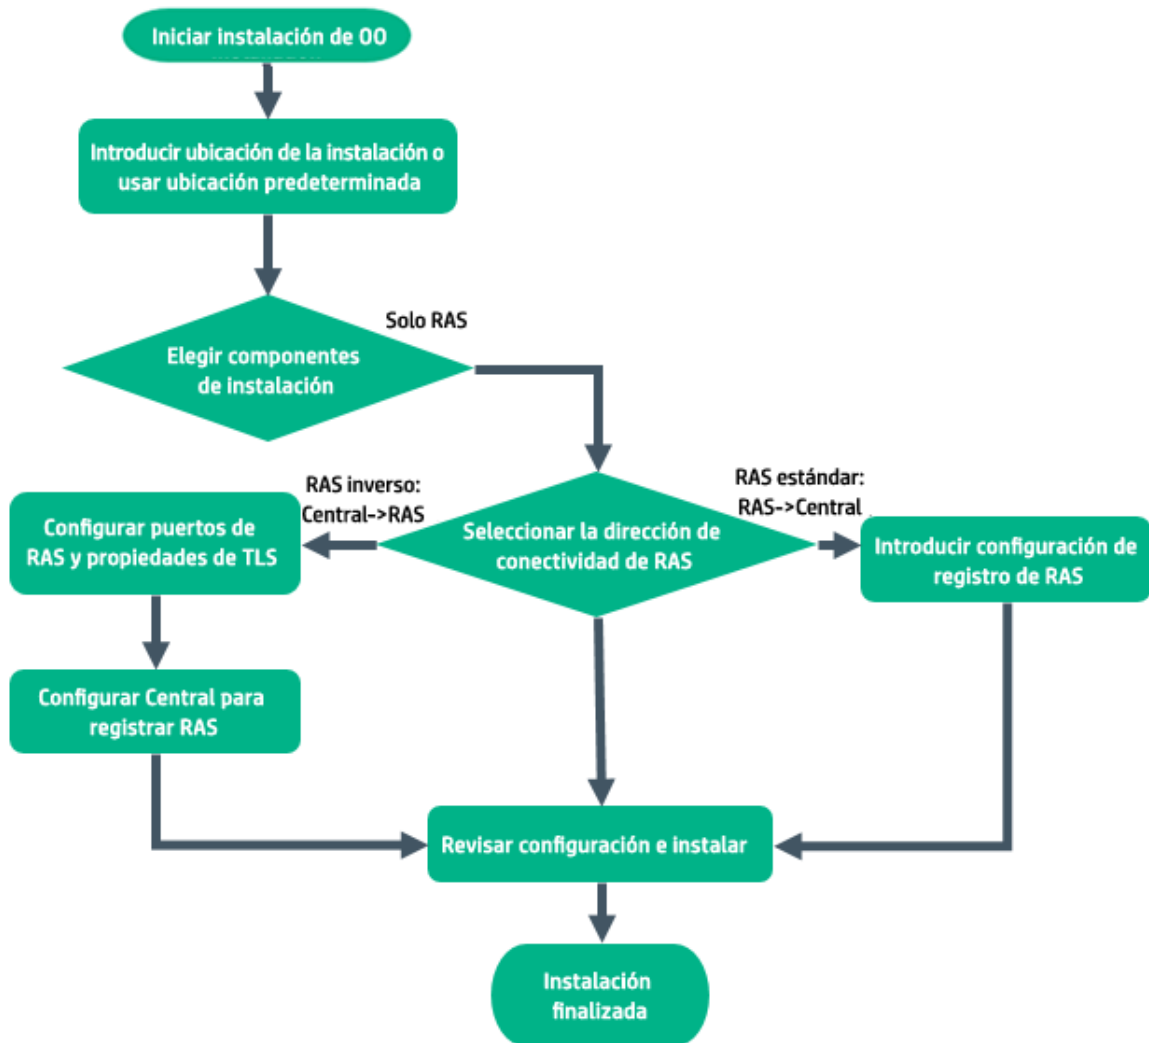 Iniciar instalación de OO
Introducir ubicación de la instalación o
usar ubicación predeterminada
Solo RAS
Elegir componentes
de instalación
RAS inverso:
Central->RAS
RAS estándar:
RAS->Central
Configurar puertos de
RAS y propiedades de TLS
Seleccionar la dirección de
conectividad de RAS
Introducir configuración de
registro de RAS
Configurar Central para
registrar RAS
Revisar configuración e instalar
Instalación
finalizada